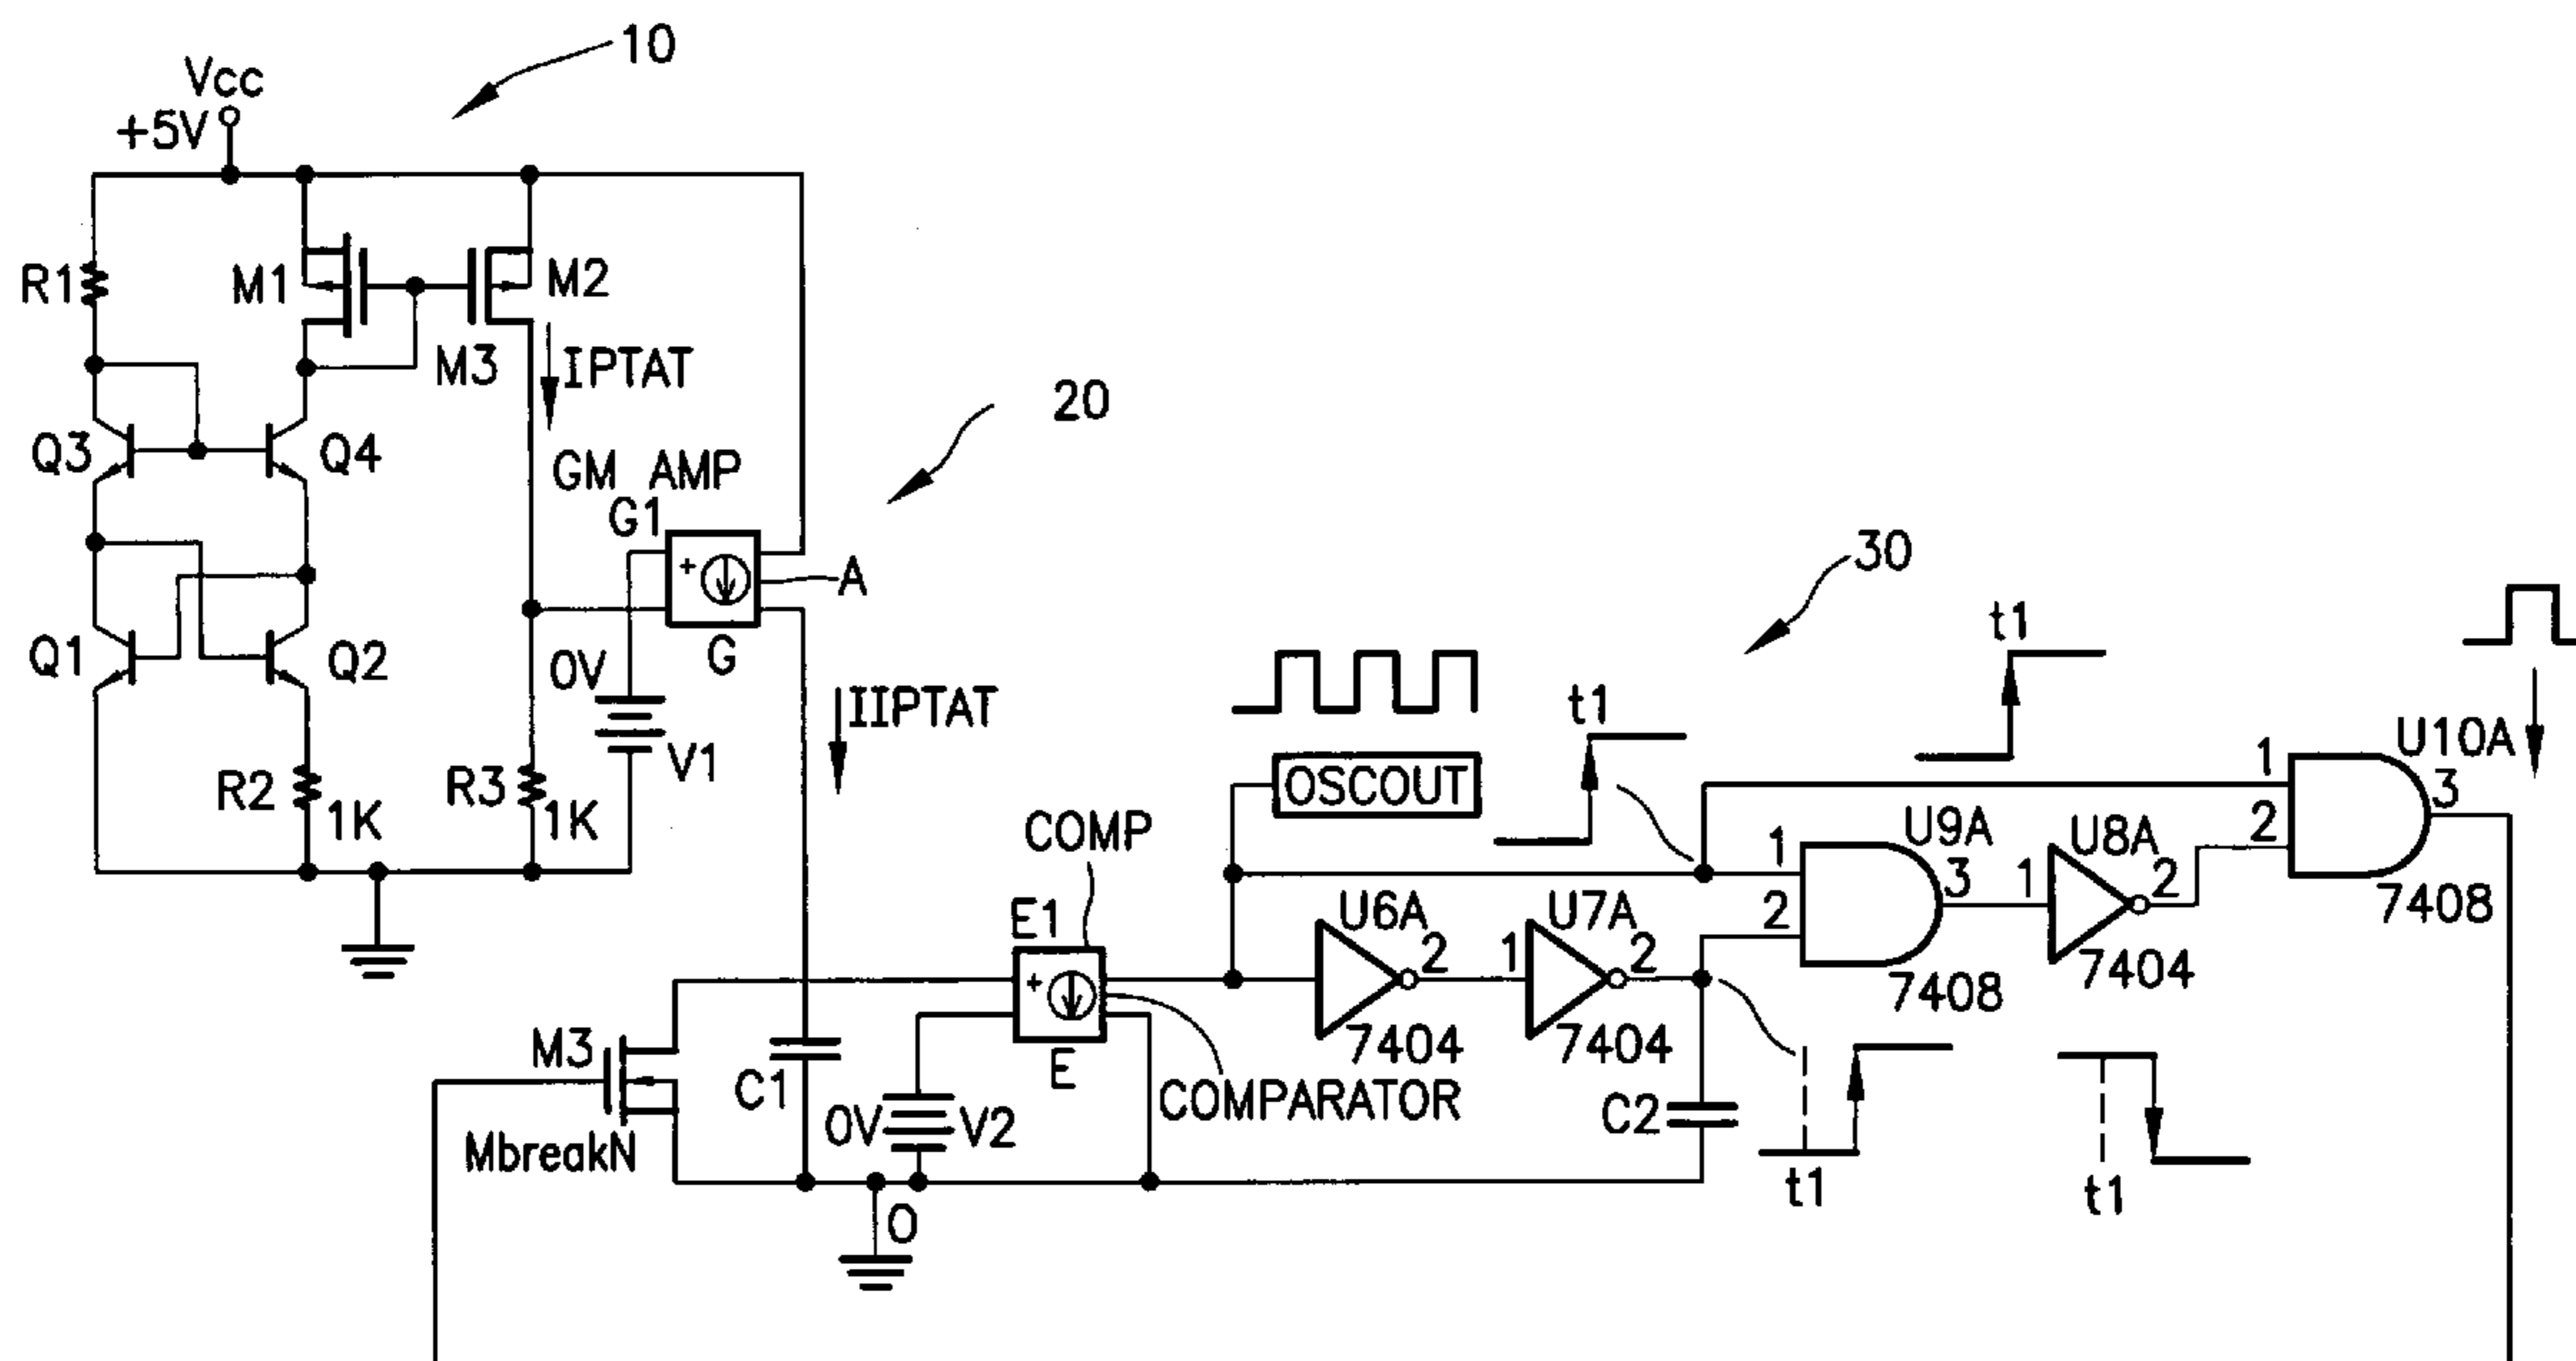 10
Vcc
+5V
R1
M1
M2
M3
IPTAT
20
Q3
Q4
GM AMP
G1
+
A
G
30
Q1
Q2
0V
V1
IIPTAT
R2
1K
R3
1K
t1
t1
OSCOUT
U10A
1
2
3
7408
COMP
E1
+
E
COMPARATOR
U6A
2
7404
U7A
1
2
7404
U9A
1
2
3
7408
U8A
1
2
7404
M3
MbreakN
C1
0V
V2
C2
t1
t1
0